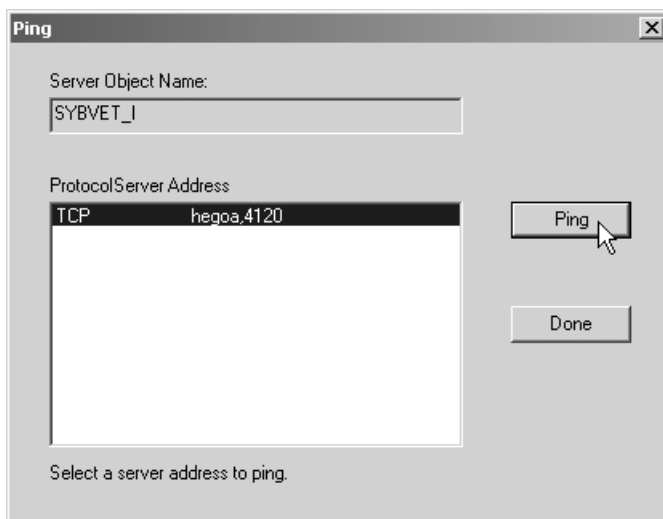 Ping
Server Object Name:
SYBVET_I
ProtocolServer Address
TCP hegoa,4120
Ping
Done
Select a server address to ping.